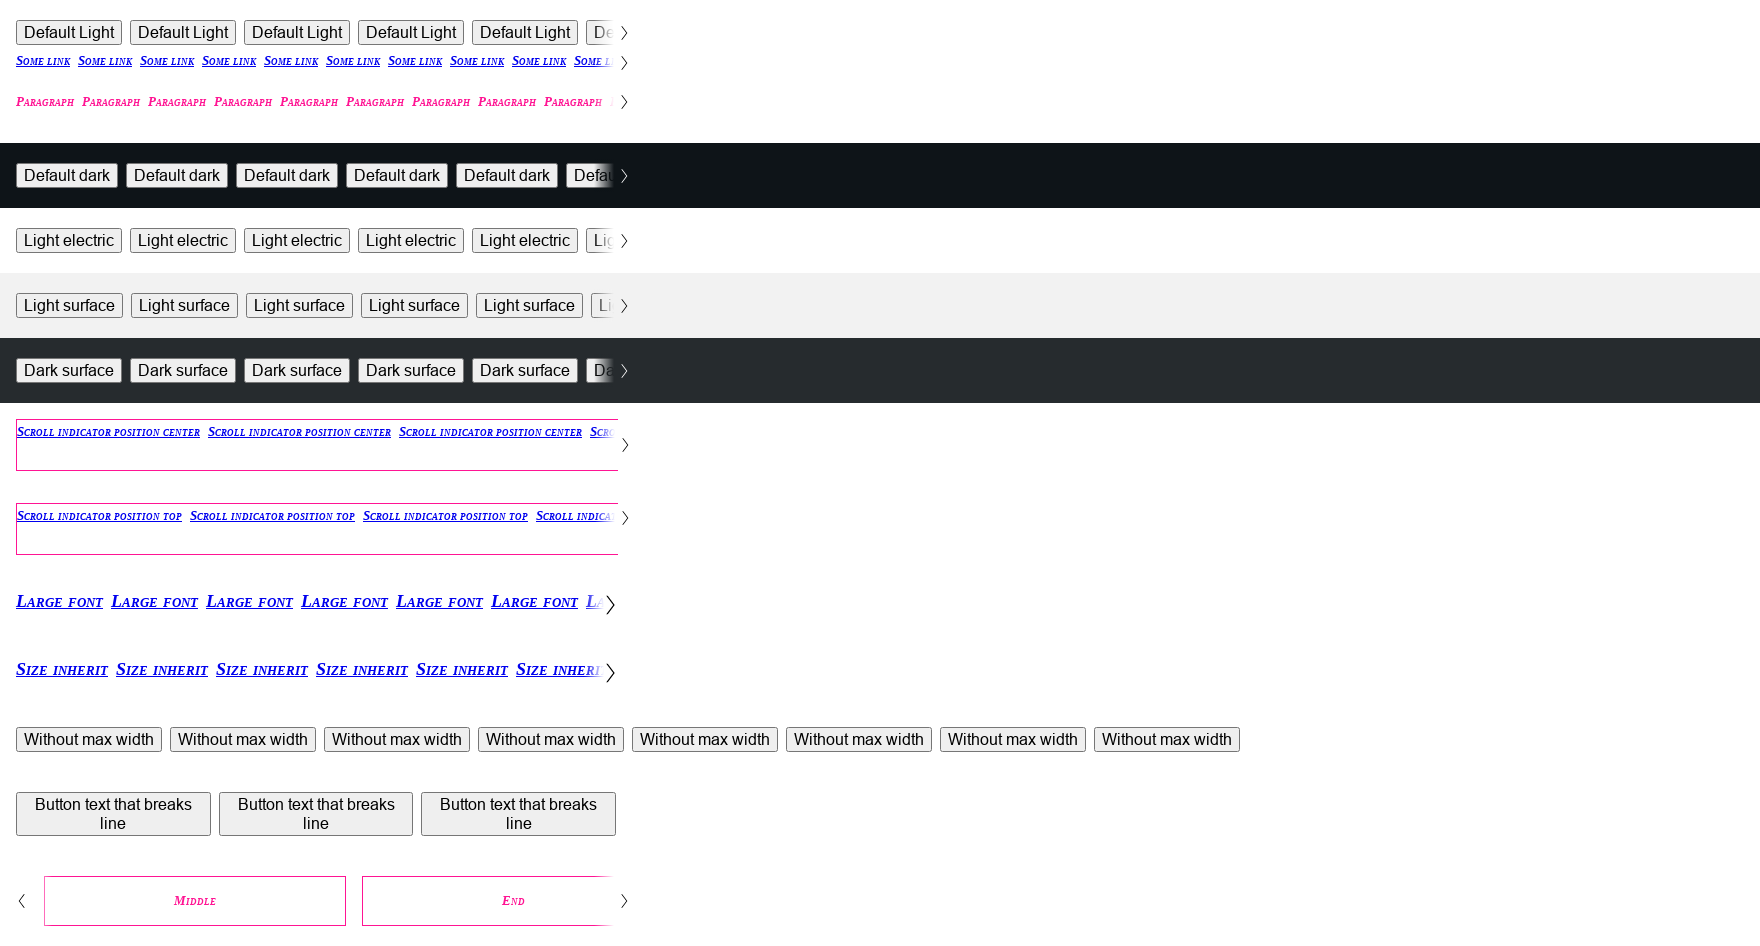 Default Light Default Light Default Light Default Light Default Light De
Some link Some link Some link Some link Some link Some link Some link Some link Some link Some l
Paragraph Paragraph Paragraph Paragraph Paragraph Paragraph Paragraph Paragraph Paragraph
Default dark Default dark Default dark Default dark Default dark Defau
Light electric Light electric Light electric Light electric Light electric Lig
Light surface Light surface Light surface Light surface Light surface Li
Dark surface Dark surface Dark surface Dark surface Dark surface Da
Scroll indicator position center Scroll indicator position center Scroll indicator position center Scro
Scroll indicator position top Scroll indicator position top Scroll indicator position top Scroll indica
Large font Large font Large font Large font Large font Large font La
Size inherit Size inherit Size inherit Size inherit Size inherit Size inheri
Without max width Without max width Without max width Without max width Without max width Without max width Without max width Without max width
Button text that breaks Button text that breaks Button text that breaks
line line line
Middle End